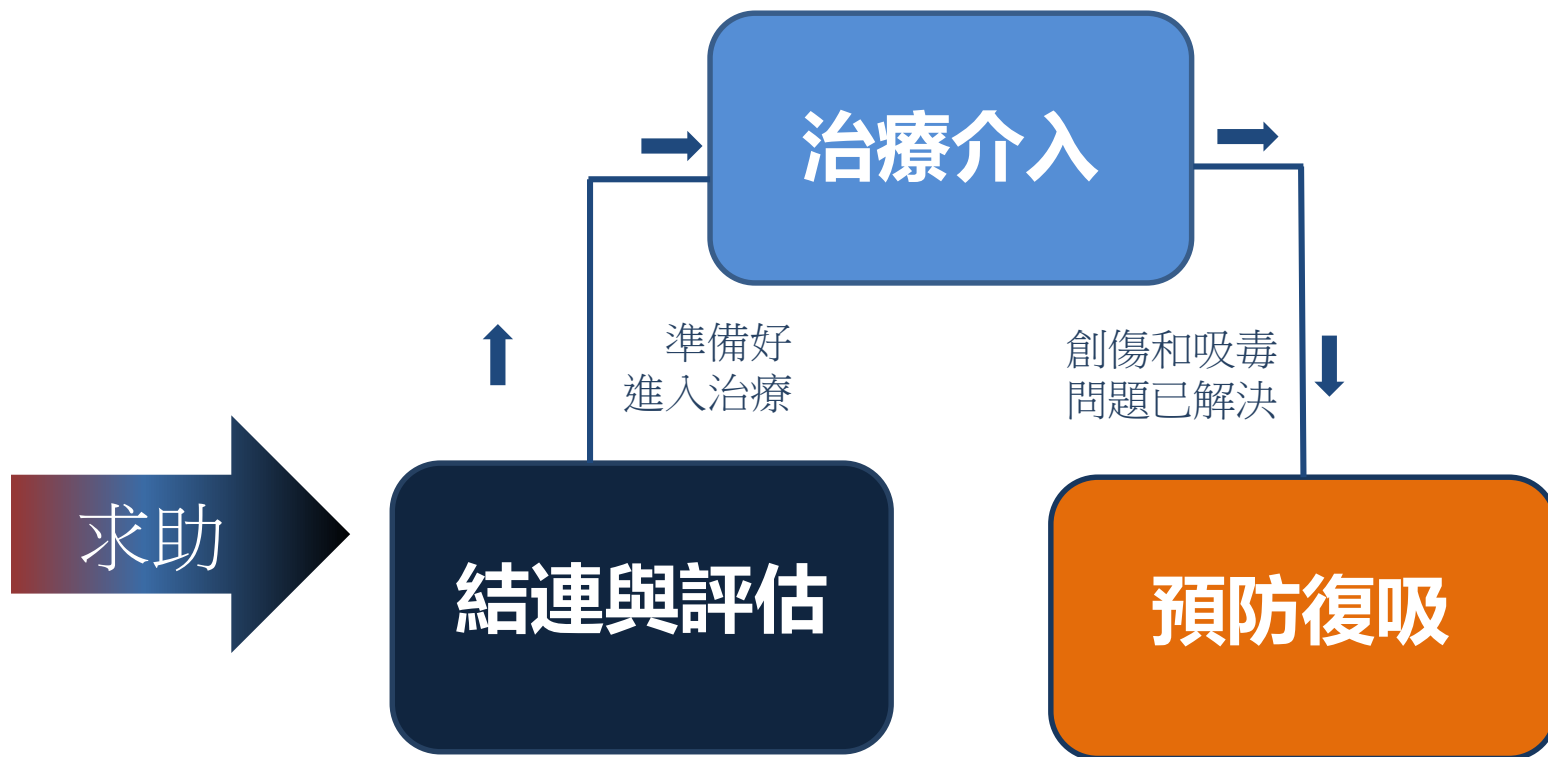 求助
結連與評估
準備好
進入治療
治療介入
創傷和吸毒
問題已解決
預防復吸